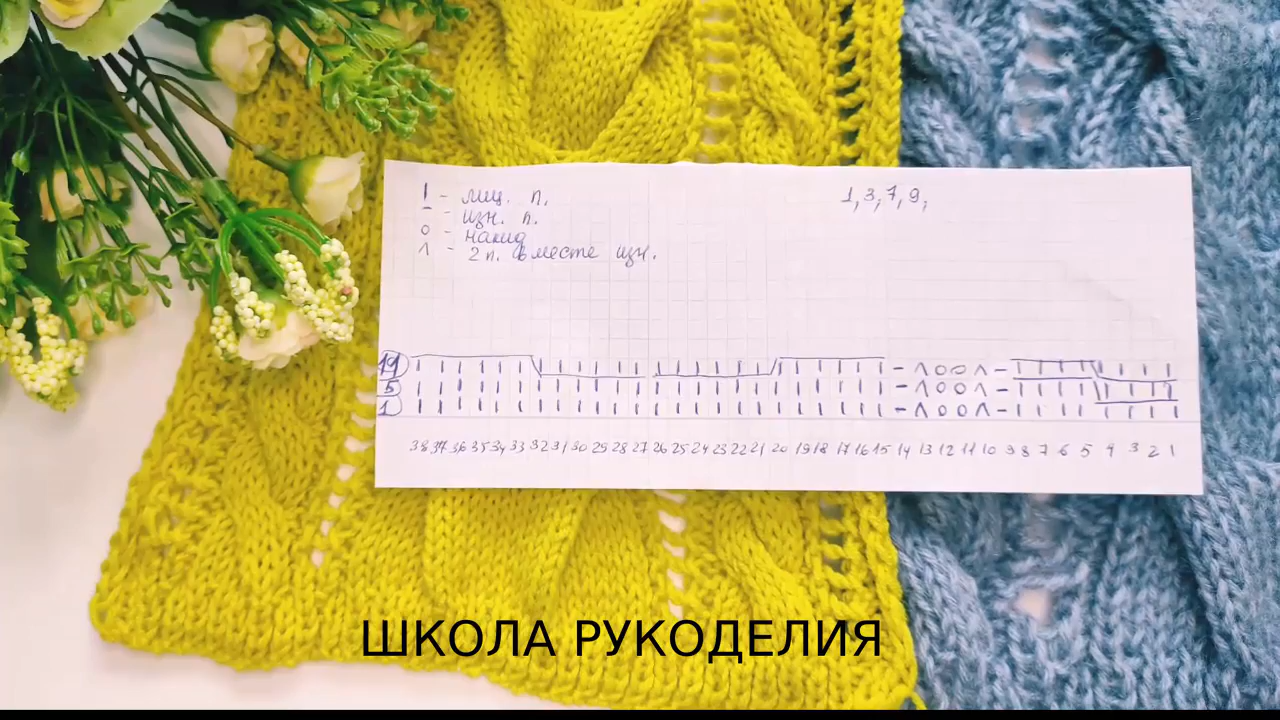 I - лиц. п.
– - изн. п.
о - накид
Λ - 2 п. вместе изн.
1, 3, 7, 9,
I I I I I I I I I I I I I I I I I I I I I I I I – Λ о о Λ – I I I I I I I I I
5 I I I I I I I I I I I I I I I I I I I I I I I I – Λ о о Λ – I I I I I I I I I
1 I I I I I I I I I I I I I I I I I I I I I I I I – Λ о о Λ – I I I I I I I I I
38 37 36 35 34 33 32 31 30 29 28 27 26 25 24 23 22 21 20 19 18 17 16 15 14 13 12 11 10 9 8 7 6 5 4 3 2 1
ШКОЛА РУКОДЕЛИЯ